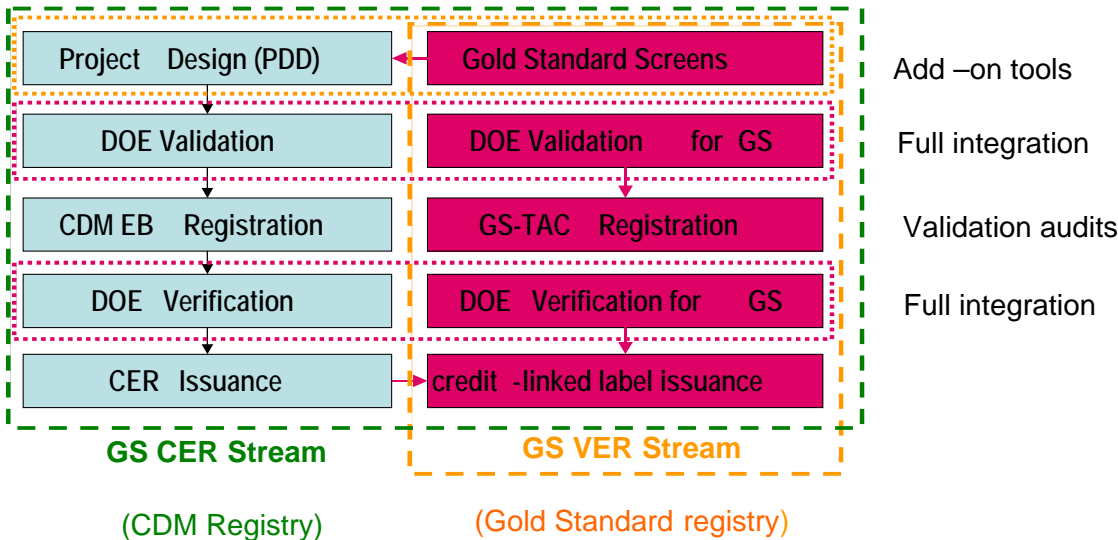 Project Design (PDD)
Gold Standard Screens
Add –on tools
DOE Validation
DOE Validation for GS
Full integration
CDM EB Registration
GS-TAC Registration
Validation audits
DOE Verification
DOE Verification for GS
Full integration
CER Issuance
credit -linked label issuance
GS CER Stream
GS VER Stream
(CDM Registry)
(Gold Standard registry)